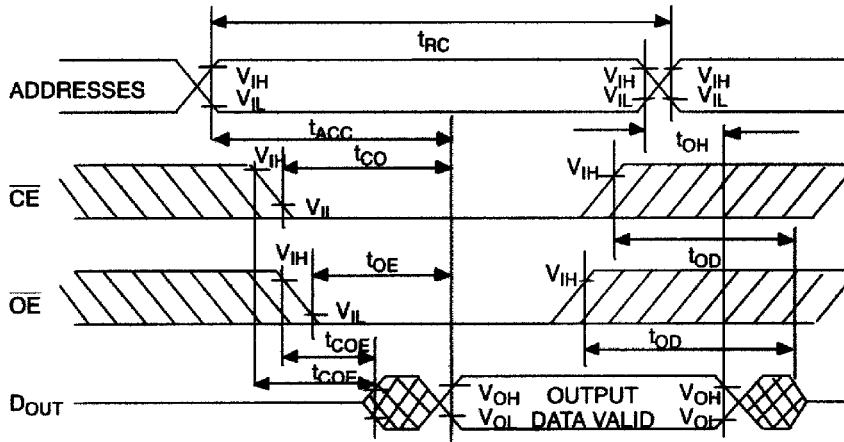 tRC
VIH VIH VIH
ADDRESSES
VIL VIL VIL
tACC
tOH
VIH tCO VIH
CE
VIL
tOD
VIH tOE VIH
OE
VIL
tCOE
tOD
tCOE
VOH OUTPUT VOH
DOUT
VOL DATA VALID VOL